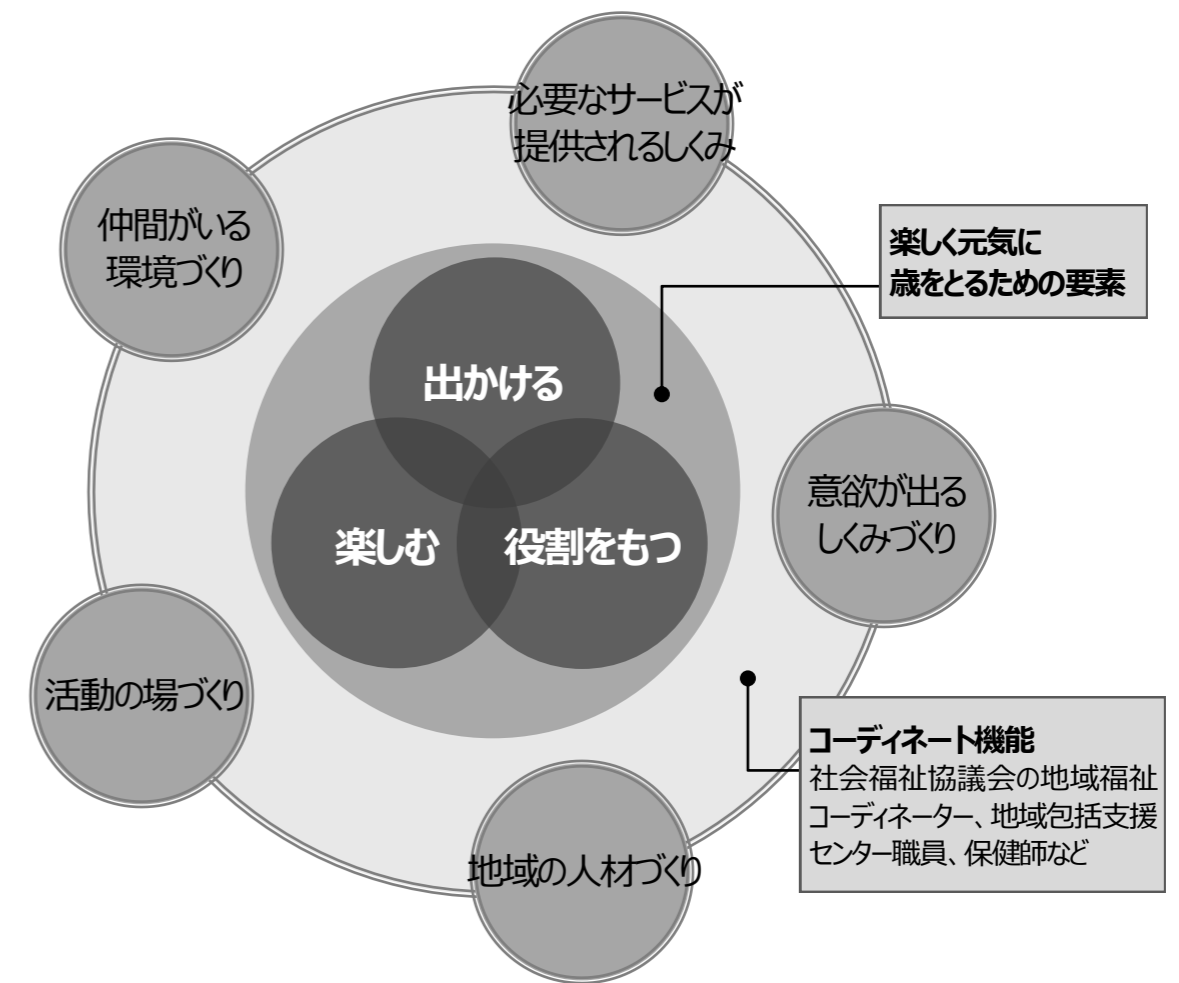 必要なサービスが
提供されるしくみ
仲間がいる
環境づくり
楽しく元気に
歳をとるための要素
出かける
楽しむ
役割をもつ
意欲が出る
しくみづくり
活動の場づくり
地域の人材づくり
コーディネート機能
社会福祉協議会の地域福祉
コーディネーター、地域包括支援
センター職員、保健師など